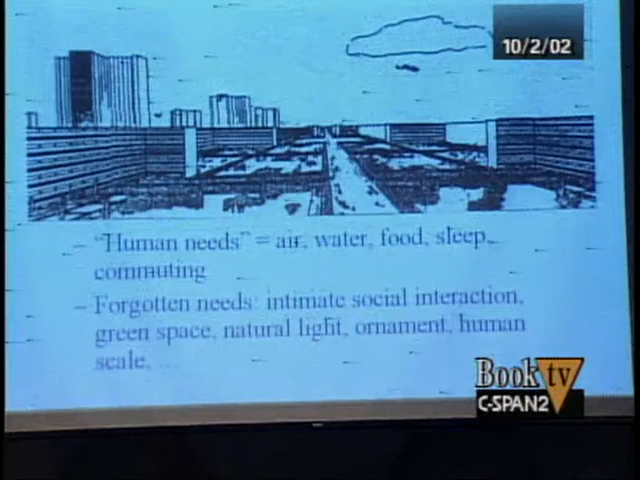 10/2/02
– "Human needs" = air, water, food, sleep,
commuting
– Forgotten needs: intimate social interaction,
green space, natural light, ornament, human
scale, ...
Book tv
C-SPAN2